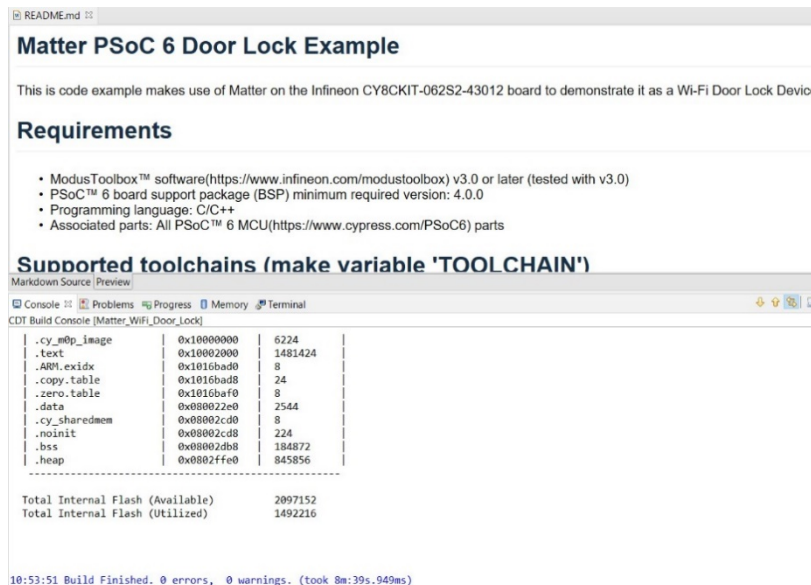 README.md
Matter PSoC 6 Door Lock Example
This is code example makes use of Matter on the Infineon CY8CKIT-062S2-43012 board to demonstrate it as a Wi-Fi Door Lock Devic
Requirements
• ModusToolbox™ software(https://www.infineon.com/modustoolbox) v3.0 or later (tested with v3.0)
• PSoC™ 6 board support package (BSP) minimum required version: 4.0.0
• Programming language: C/C++
• Associated parts: All PSoC™ 6 MCU(https://www.cypress.com/PSoC6) parts
Supported toolchains (make variable 'TOOLCHAIN')
Markdown Source Preview
Console Problems Progress Memory Terminal
CDT Build Console [Matter_WiFi_Door_Lock]
| .cy_m0p_image | 0x10000000 | 6224 |
| .text | 0x10002000 | 1481424 |
| .ARM.exidx | 0x1016bad0 | 8 |
| .copy.table | 0x1016bad8 | 24 |
| .zero.table | 0x1016baf0 | 8 |
| .data | 0x080022e0 | 2544 |
| .cy_sharedmem | 0x08002cd0 | 8 |
| .noinit | 0x08002cd8 | 224 |
| .bss | 0x08002db8 | 184872 |
| .heap | 0x0802ffe0 | 845856 |
-----------------------------------------------------
Total Internal Flash (Available) 2097152
Total Internal Flash (Utilized) 1492216
10:53:51 Build Finished. 0 errors, 0 warnings. (took 8m:39s.949ms)